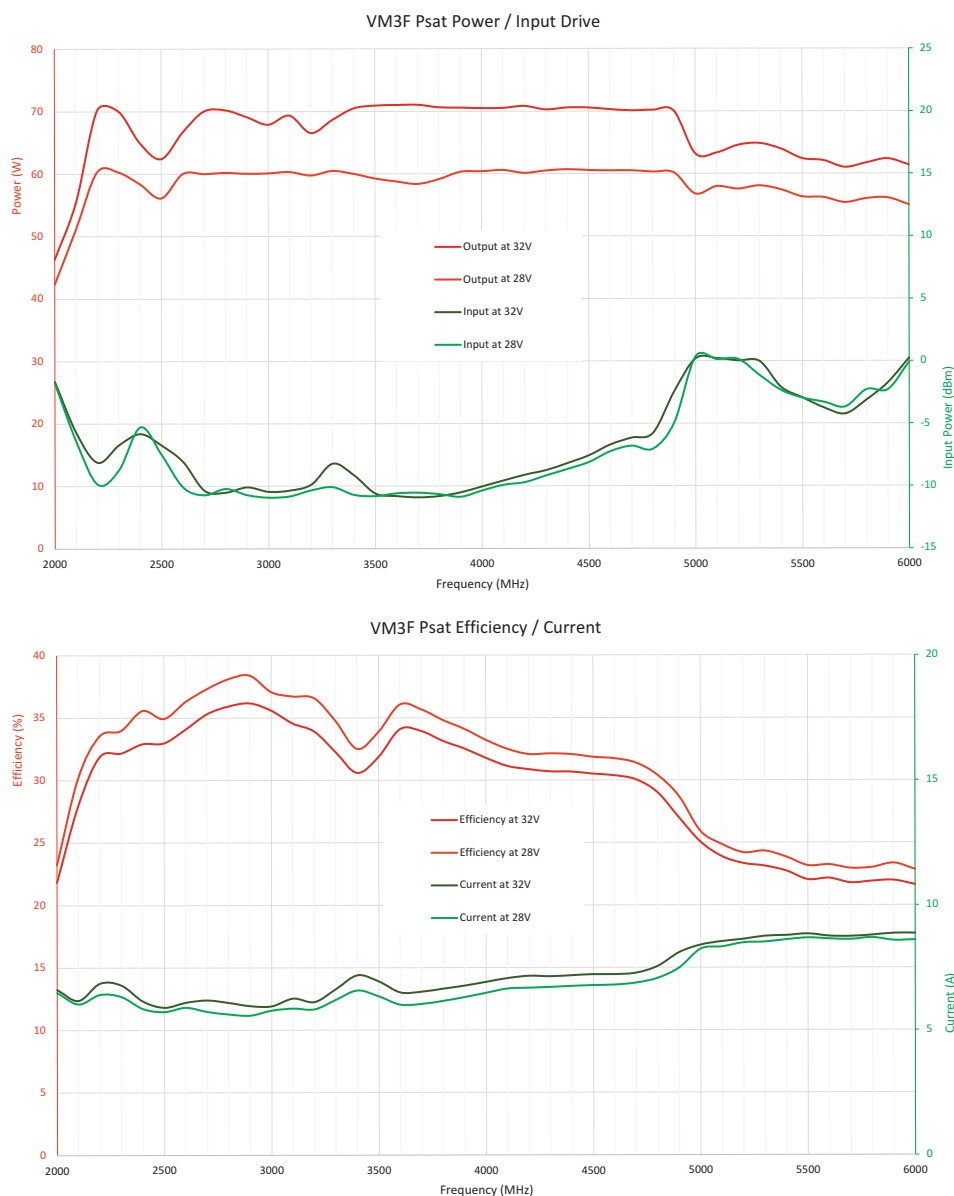 VM3F Psat Power / Input Drive
80
70
60
50
40
30
20
10
0
Power (W)
25
20
15
10
5
0
-5
-10
-15
Input Power (dBm)
Output at 32V
Output at 28V
Input at 32V
Input at 28V
2000 2500 3000 3500 4000 4500 5000 5500 6000
Frequency (MHz)
VM3F Psat Efficiency / Current
40
35
30
25
20
15
10
5
0
Efficiency (%)
20
15
10
5
0
Current (A)
Efficiency at 32V
Efficiency at 28V
Current at 32V
Current at 28V
2000 2500 3000 3500 4000 4500 5000 5500 6000
Frequency (MHz)